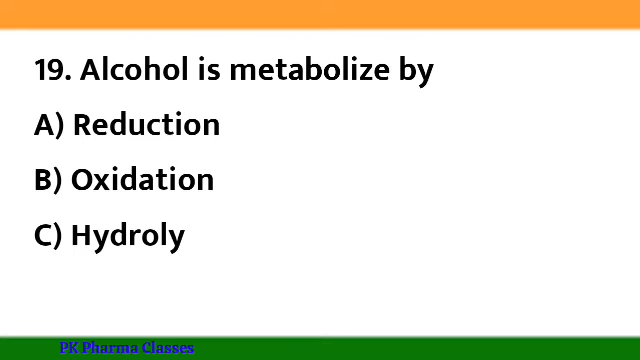 19. Alcohol is metabolize by
A) Reduction
B) Oxidation
C) Hydroly
PK Pharma Classes